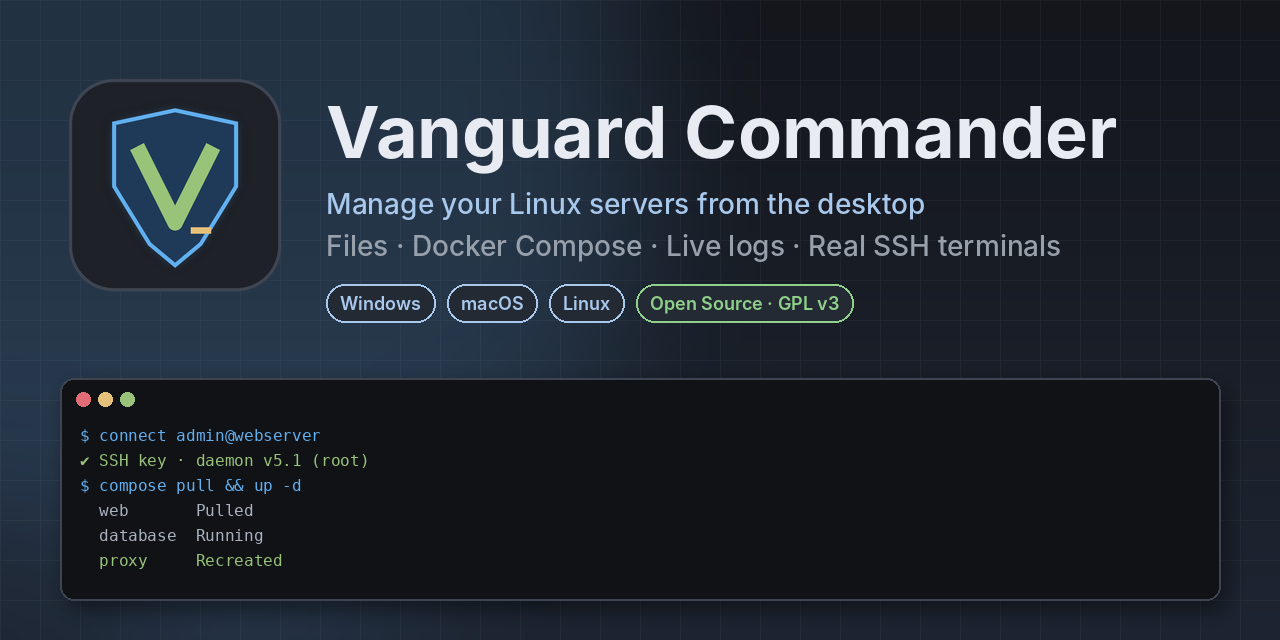 Vanguard Commander
Manage your Linux servers from the desktop
Files · Docker Compose · Live logs · Real SSH terminals
Windows macOS Linux Open Source · GPL v3
$ connect admin@webserver
✔ SSH key · daemon v5.1 (root)
$ compose pull && up -d
web Pulled
database Running
proxy Recreated